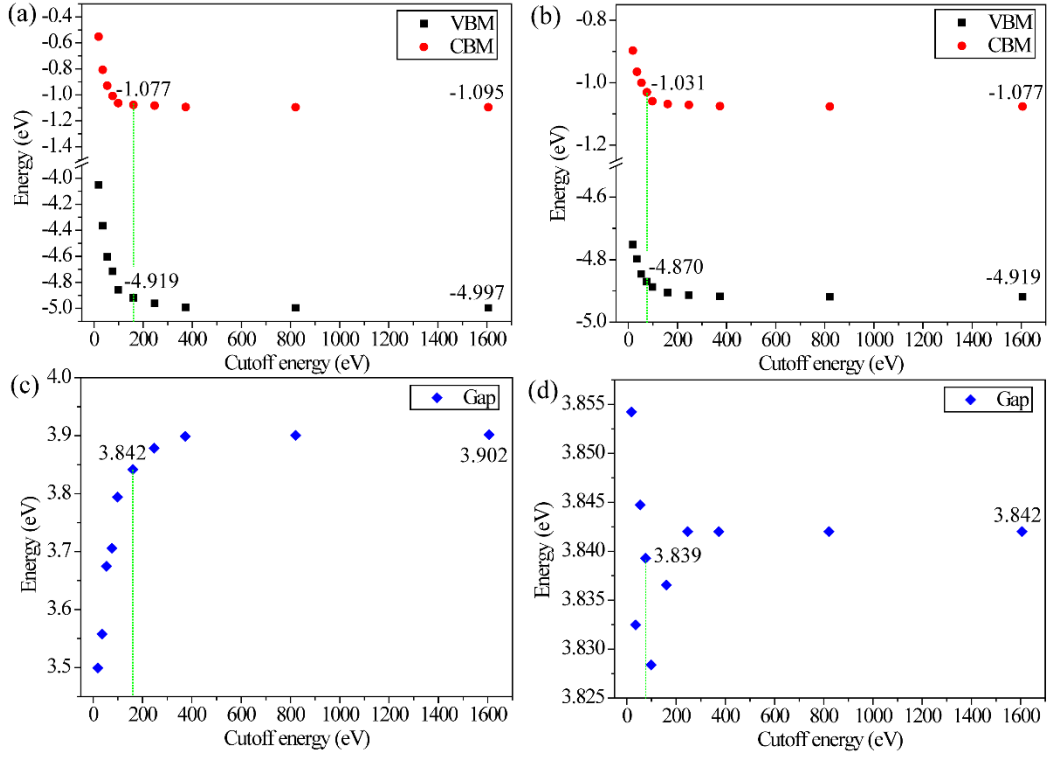 (a)
VBM
CBM
-0.4
-0.6
-0.8
-1.0
-1.2
-1.4
-4.0
-4.2
-4.4
-4.6
-4.8
-5.0
Energy (eV)
-1.077
-1.095
-4.919
-4.997
0 200 400 600 800 1000 1200 1400 1600
Cutoff energy (eV)
(b)
VBM
CBM
-0.8
-1.0
-1.2
-4.6
-4.8
-5.0
Energy (eV)
-1.031
-1.077
-4.870
-4.919
0 200 400 600 800 1000 1200 1400 1600
Cutoff energy (eV)
(c)
Gap
4.0
3.9
3.8
3.7
3.6
3.5
Energy (eV)
3.842
3.902
0 200 400 600 800 1000 1200 1400 1600
Cutoff energy (eV)
(d)
Gap
3.855
3.850
3.845
3.840
3.835
3.830
3.825
Energy (eV)
3.839
3.842
0 200 400 600 800 1000 1200 1400 1600
Cutoff energy (eV)